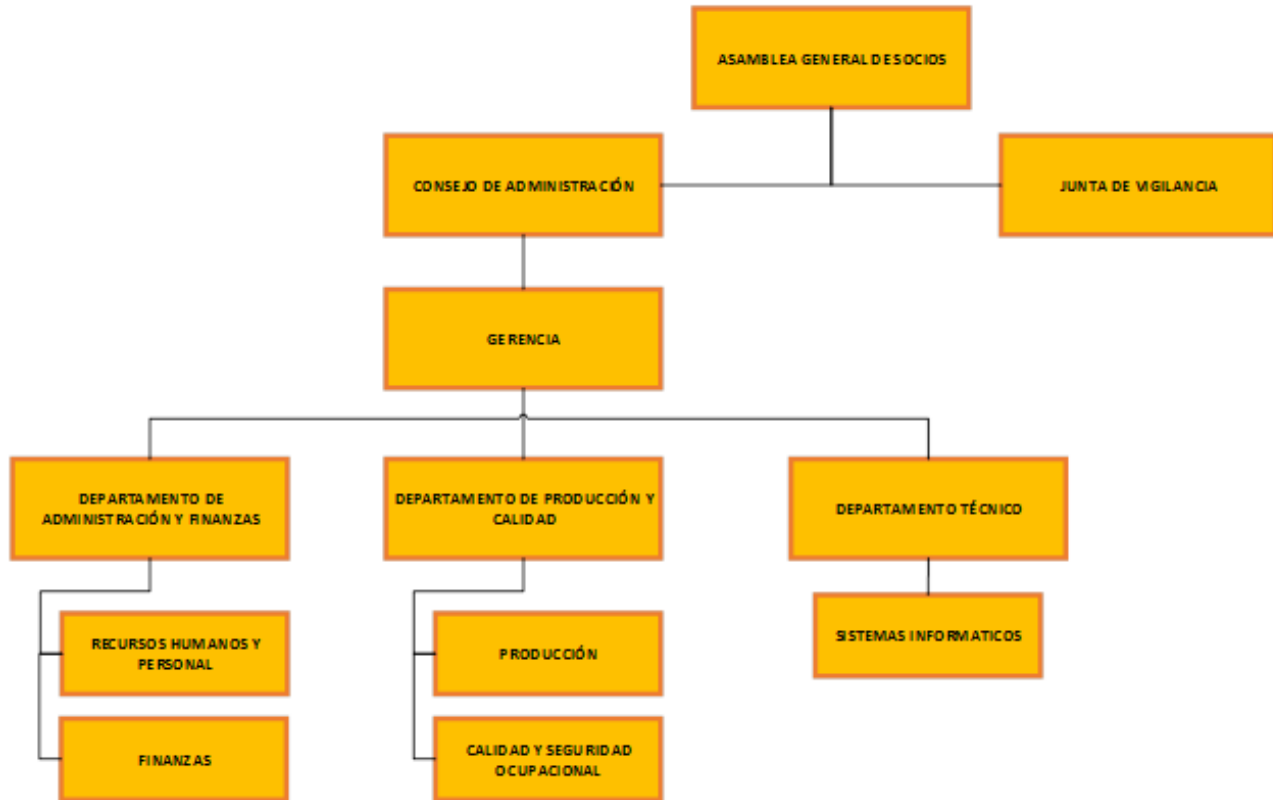 ASAMBLEA GENERAL DE SOCIOS
CONSEJO DE ADMINISTRACIÓN
JUNTA DE VIGILANCIA
GERENCIA
DEPARTAMENTO DE
ADMINISTRACIÓN Y FINANZAS
DEPARTAMENTO DE PRODUCCIÓN Y
CALIDAD
DEPARTAMENTO TÉCNICO
RECURSOS HUMANOS Y
PERSONAL
FINANZAS
PRODUCCIÓN
CALIDAD Y SEGURIDAD
OCUPACIONAL
SISTEMAS INFORMATICOS